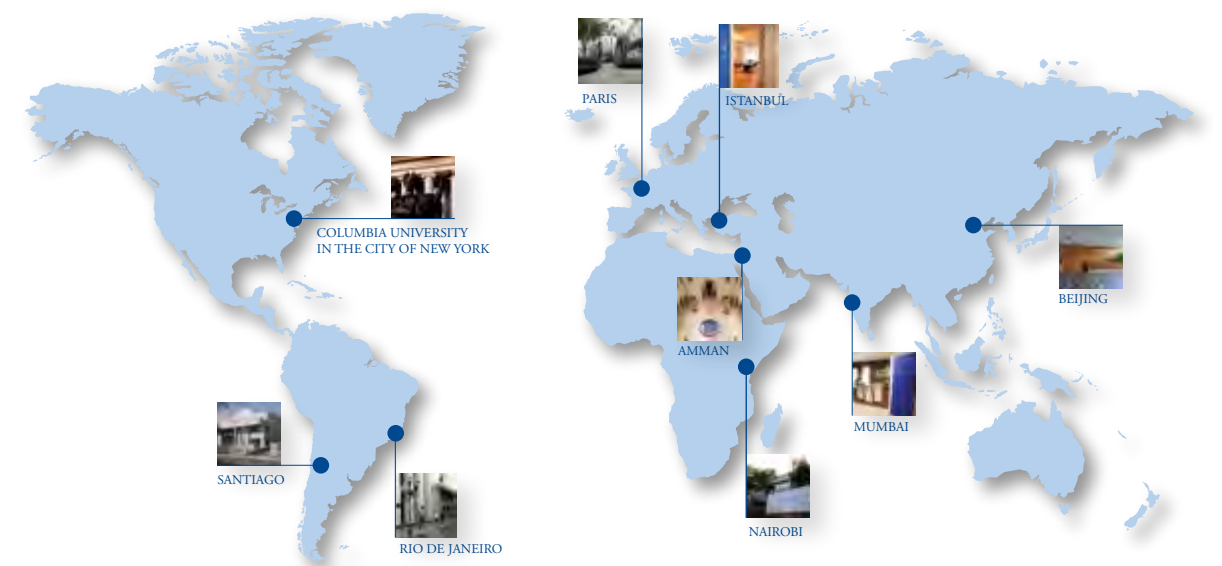 PARIS
ISTANBUL
COLUMBIA UNIVERSITY
IN THE CITY OF NEW YORK
BEIJING
AMMAN
MUMBAI
SANTIAGO
NAIROBI
RIO DE JANEIRO